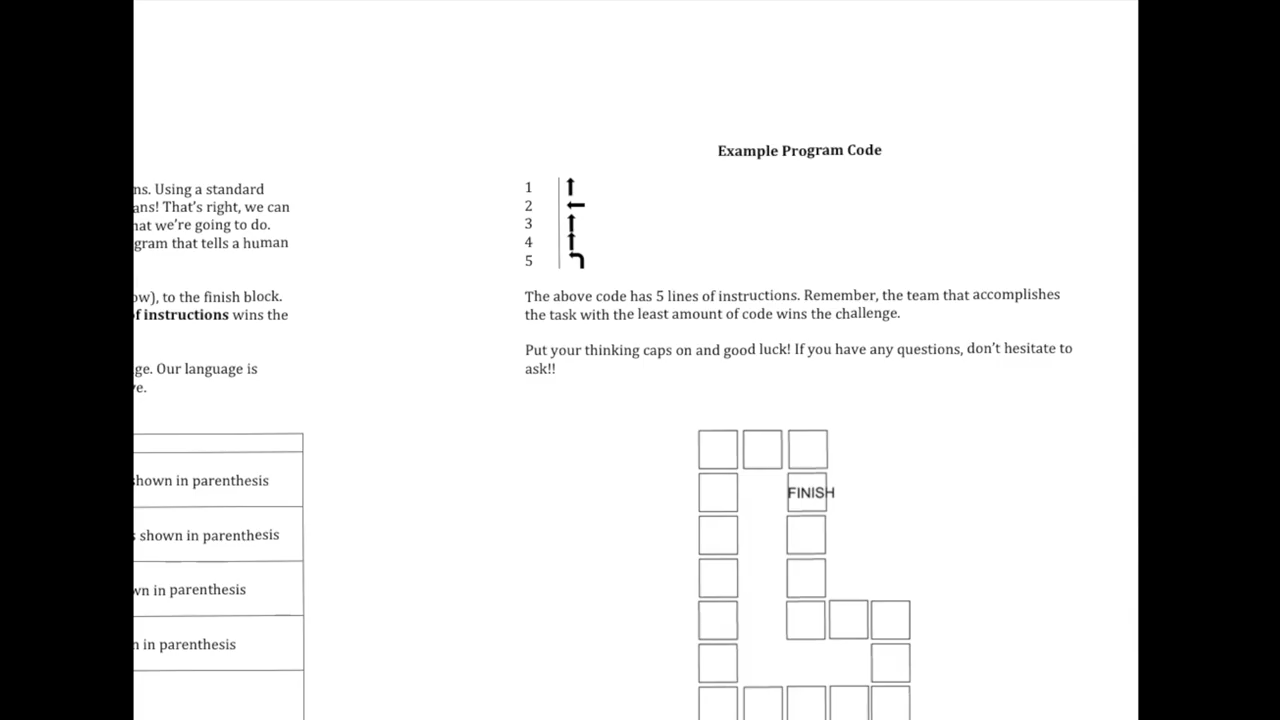 ns. Using a standard
ans! That's right, we can
hat we're going to do.
gram that tells a human
ow), to the finish block.
f instructions wins the
ge. Our language is
e.
shown in parenthesis
s shown in parenthesis
wn in parenthesis
n in parenthesis
Example Program Code
1
2
3
4
5
The above code has 5 lines of instructions. Remember, the team that accomplishes
the task with the least amount of code wins the challenge.
Put your thinking caps on and good luck! If you have any questions, don't hesitate to
ask!!
FINISH